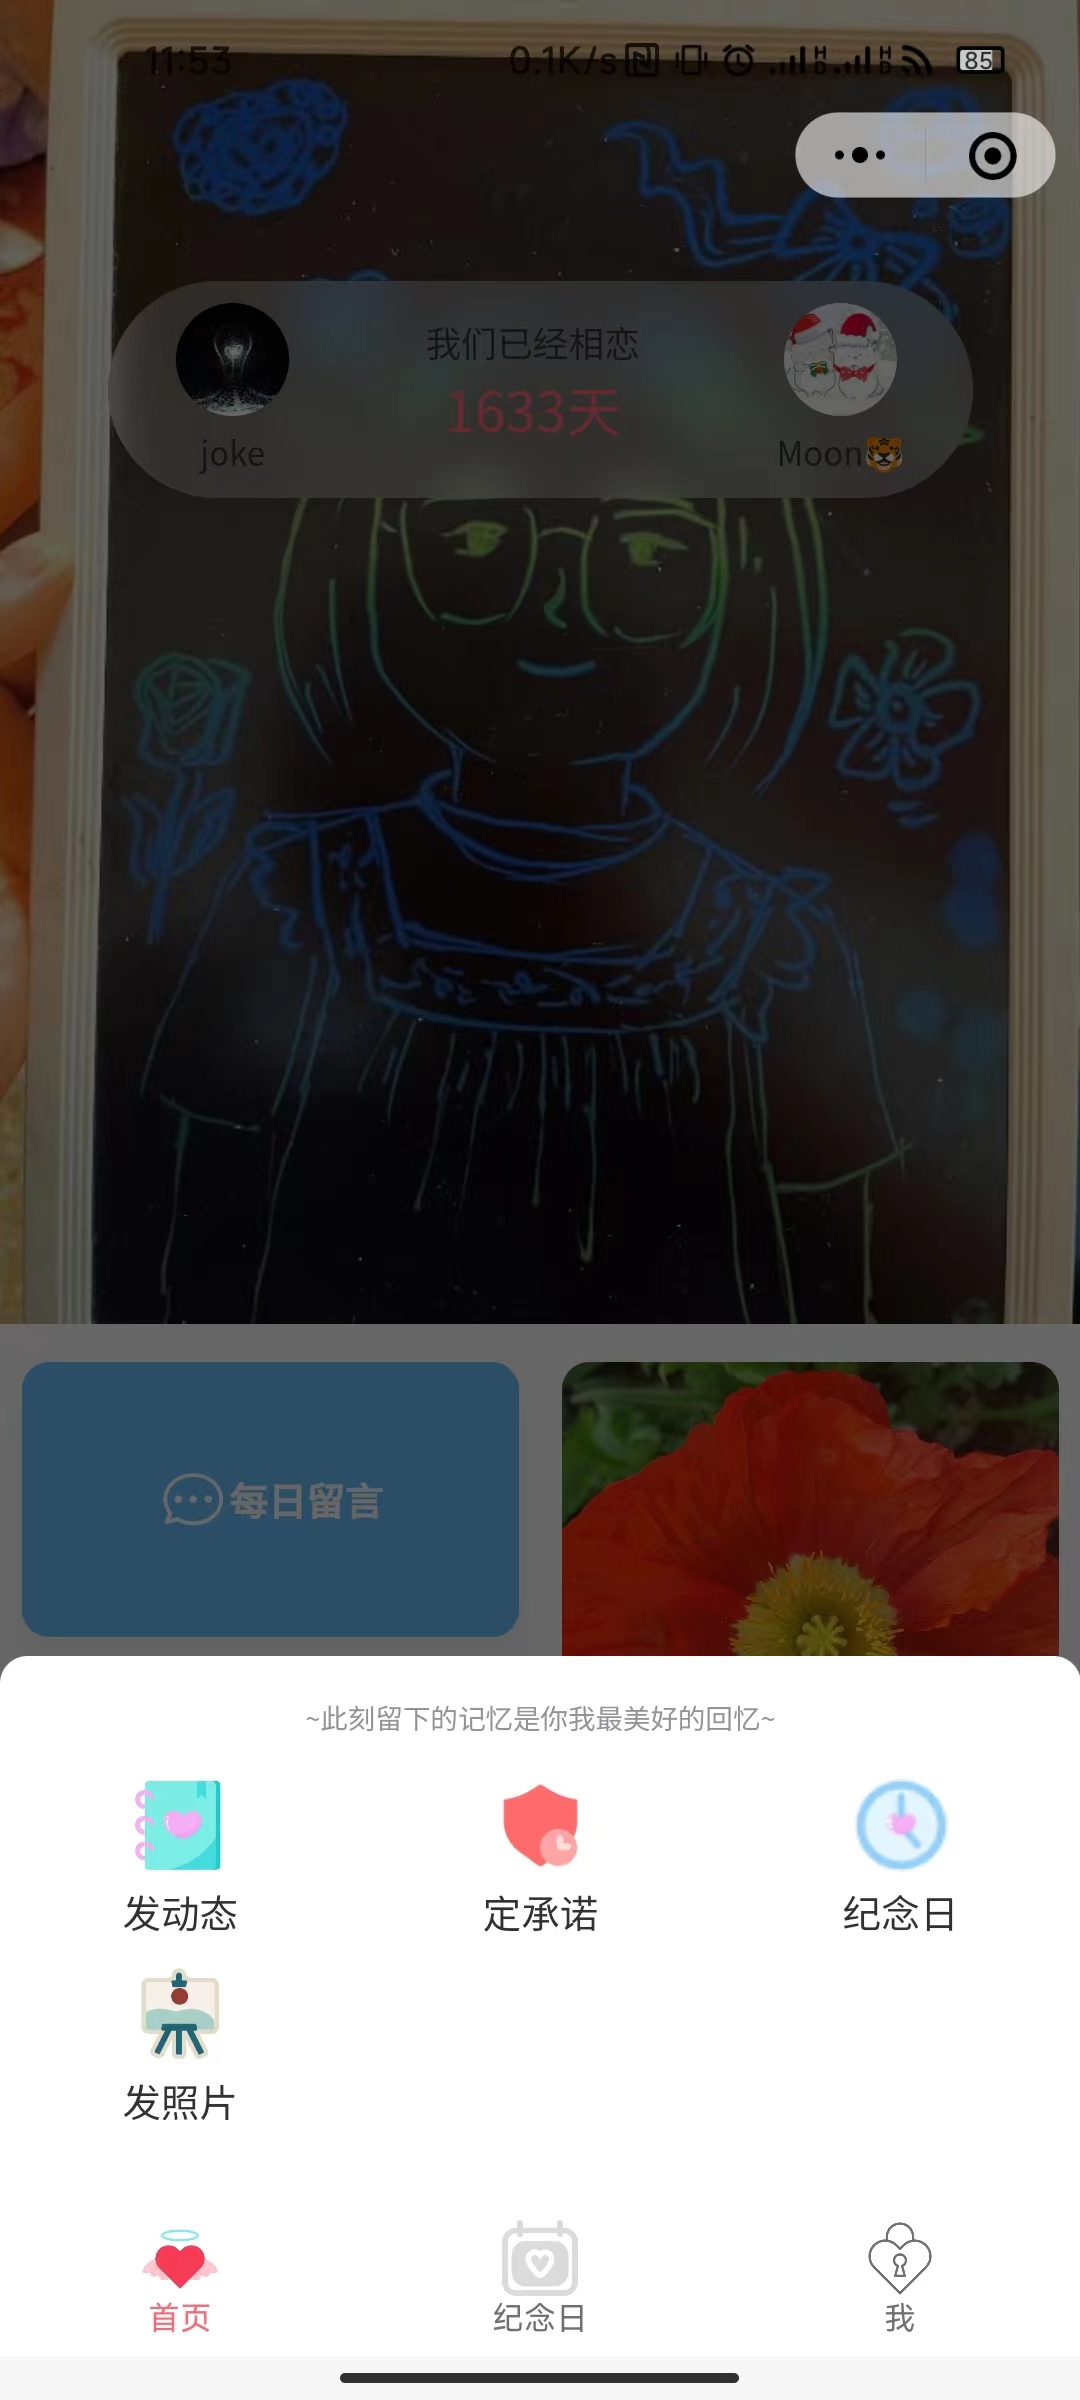 11:53 0.1K/s 85
我们已经相恋
1633天
joke
Moon🐯
每日留言
~此刻留下的记忆是你我最美好的回忆~
发动态
定承诺
纪念日
发照片
首页
纪念日
我